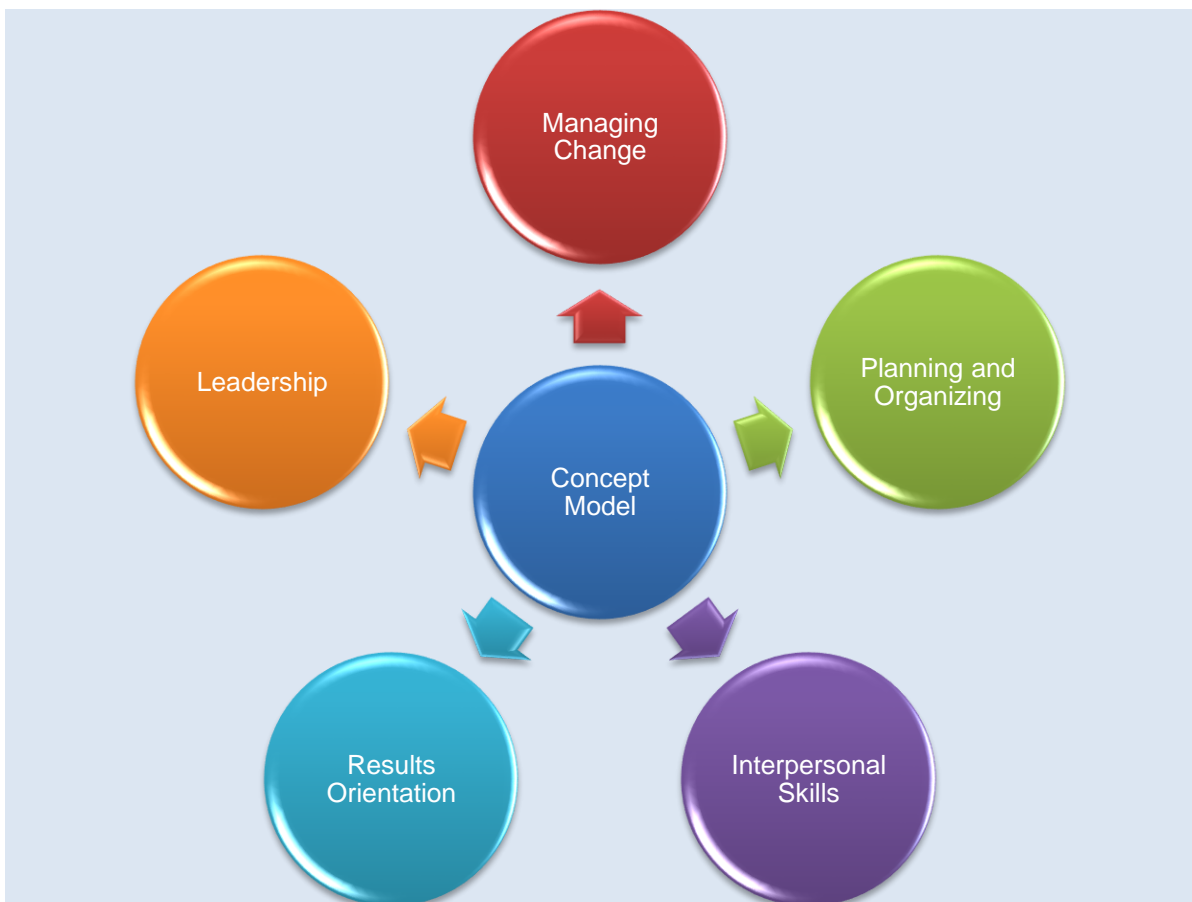 Managing
Change
Leadership
Planning and
Organizing
Concept
Model
Results
Orientation
Interpersonal
Skills